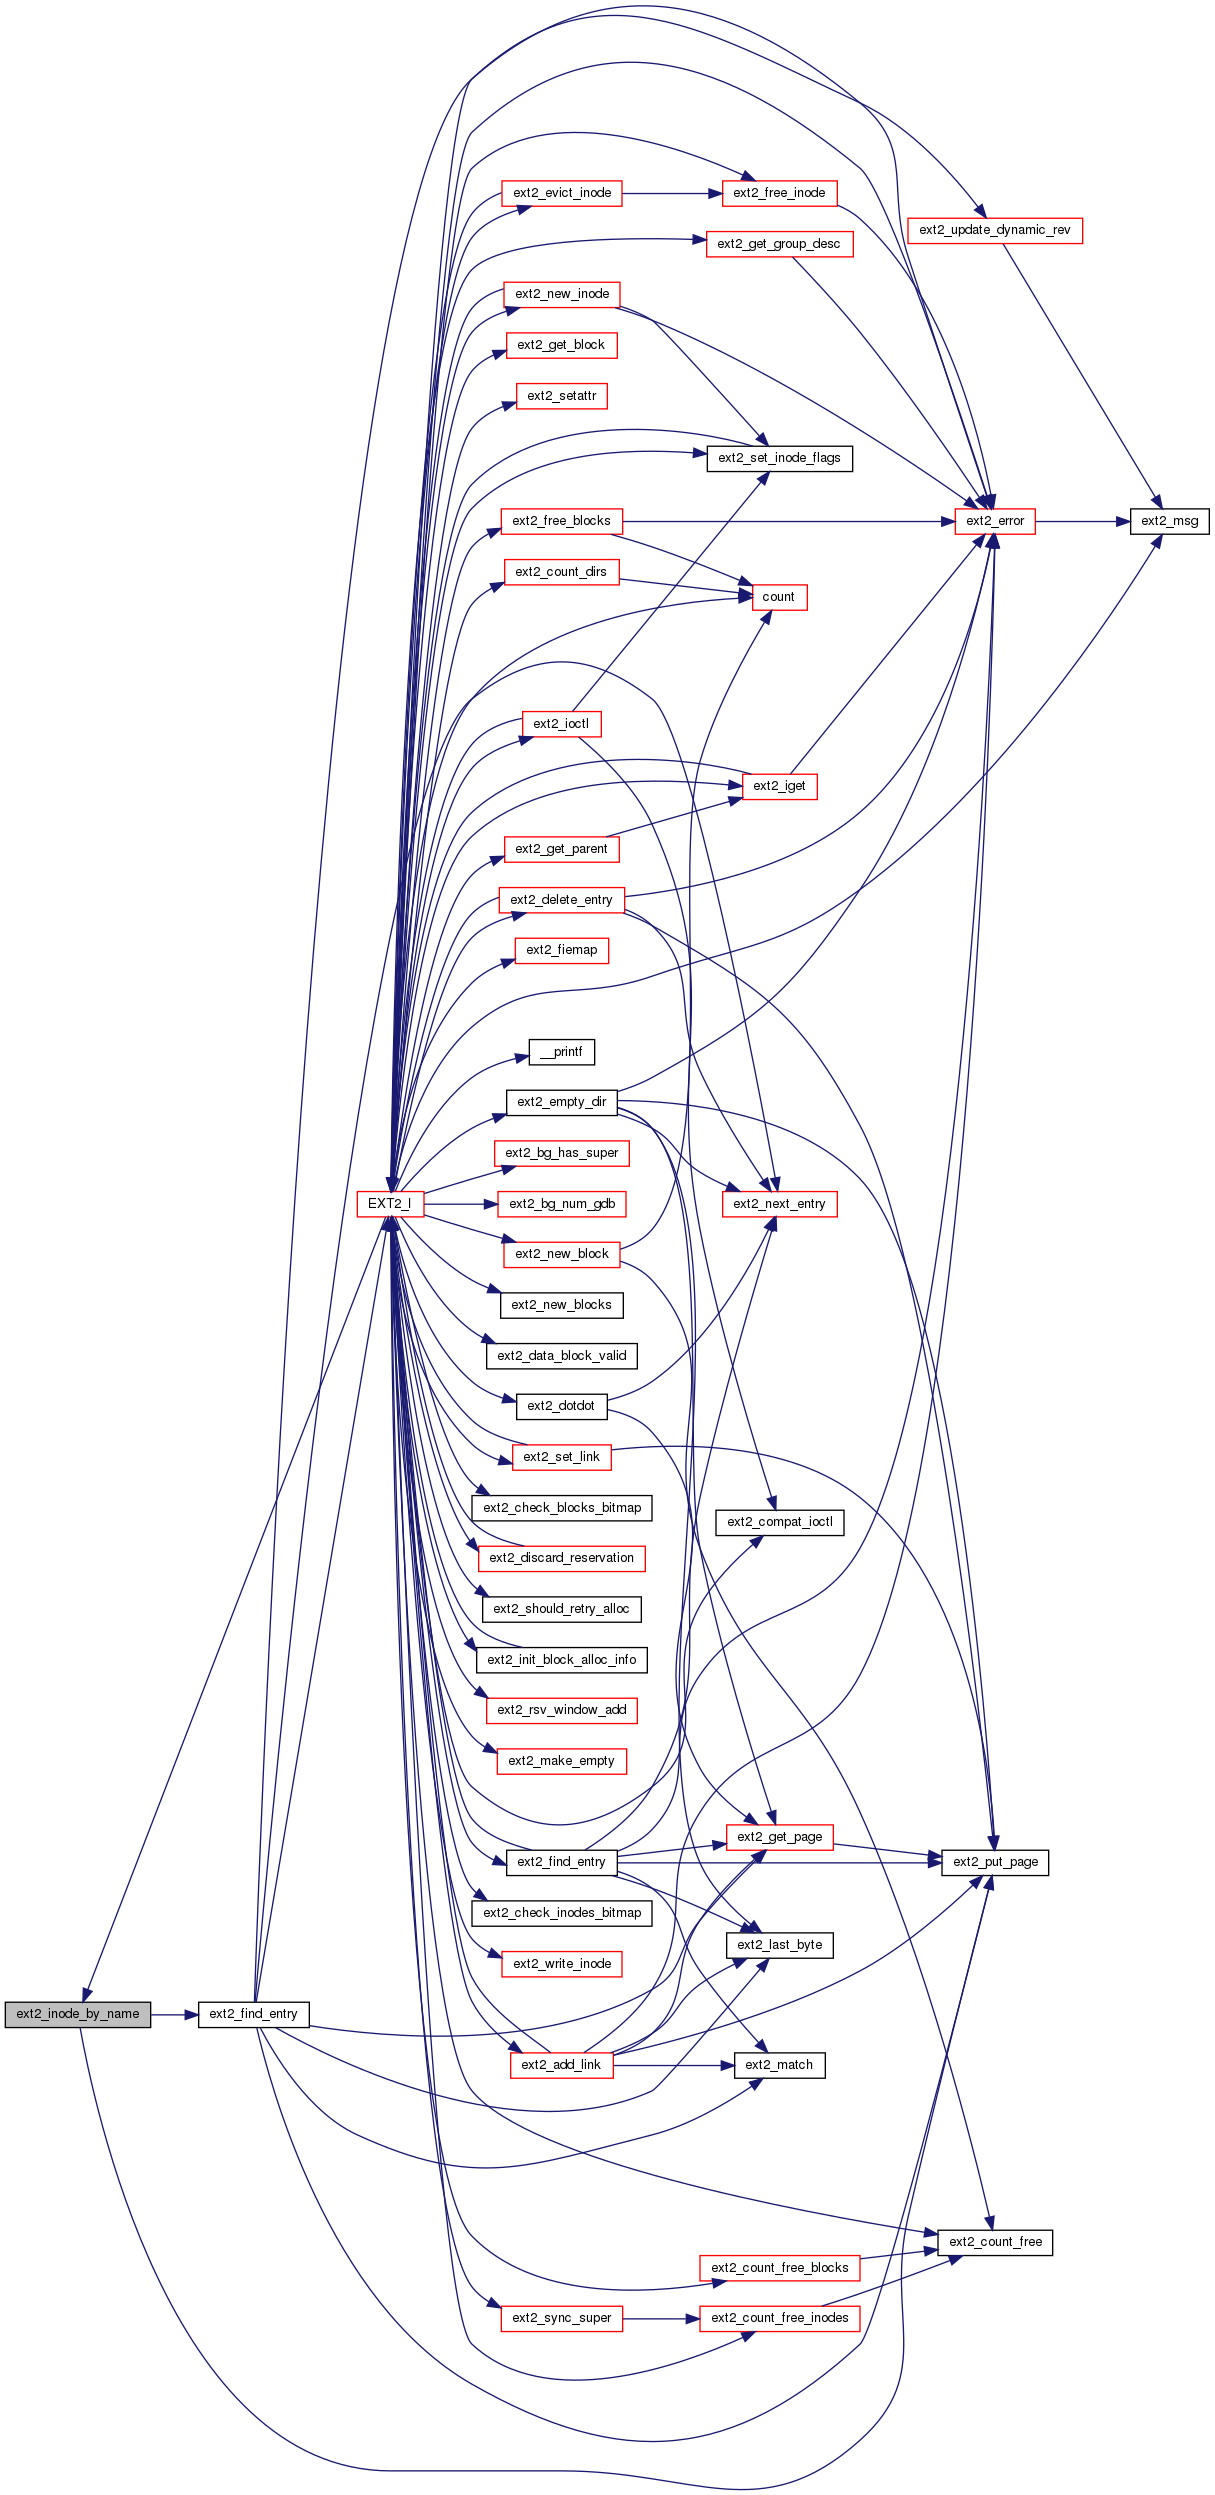 ext2_evict_inode
ext2_free_inode
ext2_update_dynamic_rev
ext2_get_group_desc
ext2_new_inode
ext2_get_block
ext2_setattr
ext2_set_inode_flags
ext2_free_blocks
ext2_error
ext2_msg
ext2_count_dirs
count
ext2_ioctl
ext2_iget
ext2_get_parent
ext2_delete_entry
ext2_fiemap
__printf
ext2_empty_dir
ext2_bg_has_super
EXT2_I
ext2_bg_num_gdb
ext2_next_entry
ext2_new_block
ext2_new_blocks
ext2_data_block_valid
ext2_dotdot
ext2_set_link
ext2_check_blocks_bitmap
ext2_compat_ioctl
ext2_discard_reservation
ext2_should_retry_alloc
ext2_init_block_alloc_info
ext2_rsv_window_add
ext2_make_empty
ext2_get_page
ext2_find_entry
ext2_put_page
ext2_check_inodes_bitmap
ext2_last_byte
ext2_write_inode
ext2_inode_by_name
ext2_find_entry
ext2_add_link
ext2_match
ext2_count_free
ext2_count_free_blocks
ext2_sync_super
ext2_count_free_inodes